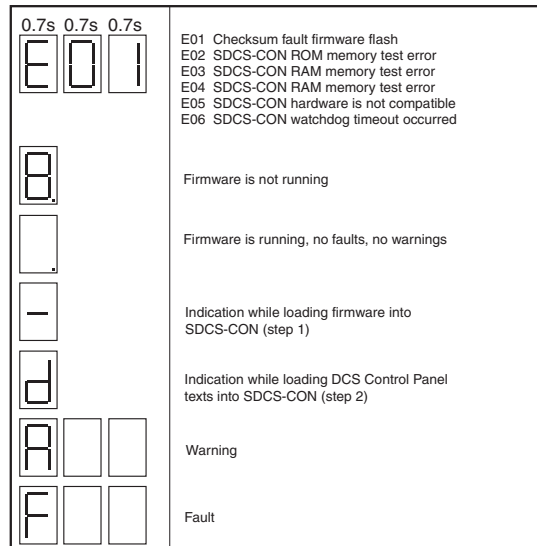 0.7s 0.7s 0.7s
E01
E01 Checksum fault firmware flash
E02 SDCS-CON ROM memory test error
E03 SDCS-CON RAM memory test error
E04 SDCS-CON RAM memory test error
E05 SDCS-CON hardware is not compatible
E06 SDCS-CON watchdog timeout occurred
8.
Firmware is not running
.
Firmware is running, no faults, no warnings
-
Indication while loading firmware into
SDCS-CON (step 1)
d
Indication while loading DCS Control Panel
texts into SDCS-CON (step 2)
A
Warning
F
Fault